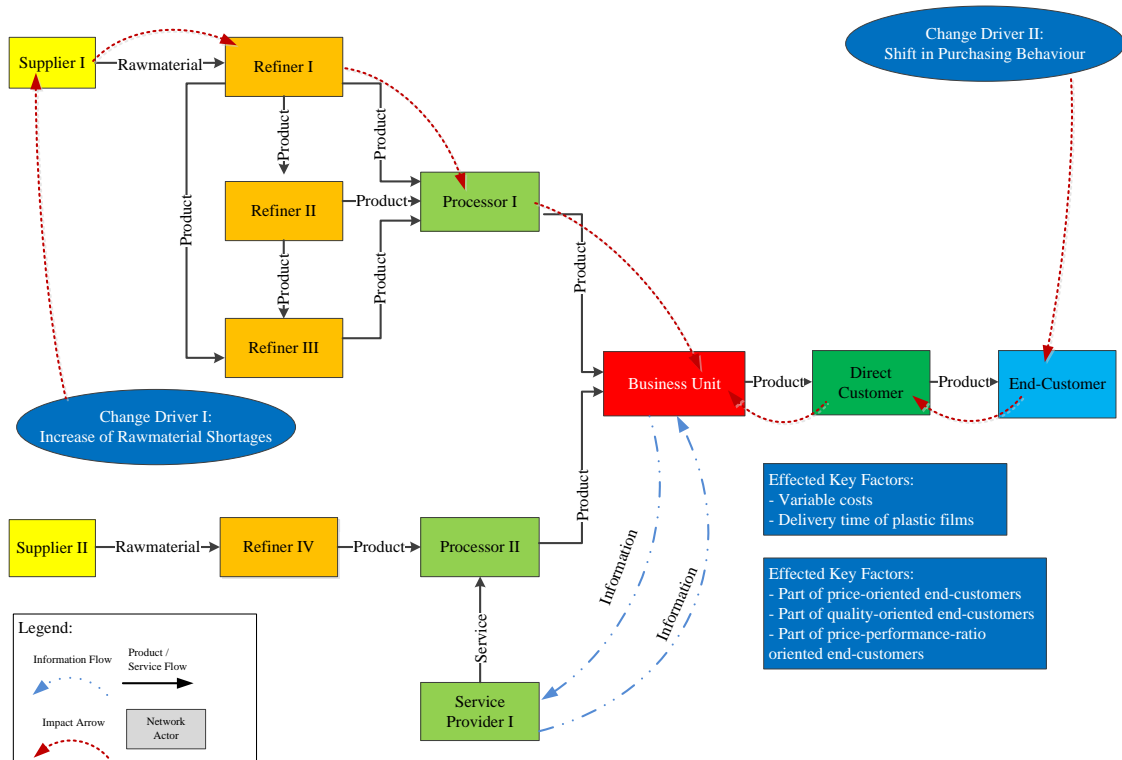 Change Driver II:
Shift in Purchasing Behaviour
Supplier I
Rawmaterial
Refiner I
Product
Product
Product
Refiner II
Product
Processor I
Product
Product
Refiner III
Product
Business Unit
Product
Direct
Customer
Product
End-Customer
Change Driver I:
Increase of Rawmaterial Shortages
Effected Key Factors:
- Variable costs
- Delivery time of plastic films
Supplier II
Rawmaterial
Refiner IV
Product
Processor II
Product
Information
Information
Effected Key Factors:
- Part of price-oriented end-customers
- Part of quality-oriented end-customers
- Part of price-performance-ratio
oriented end-customers
Service
Service
Provider I
Legend:
Information Flow
Product /
Service Flow
Impact Arrow
Network
Actor